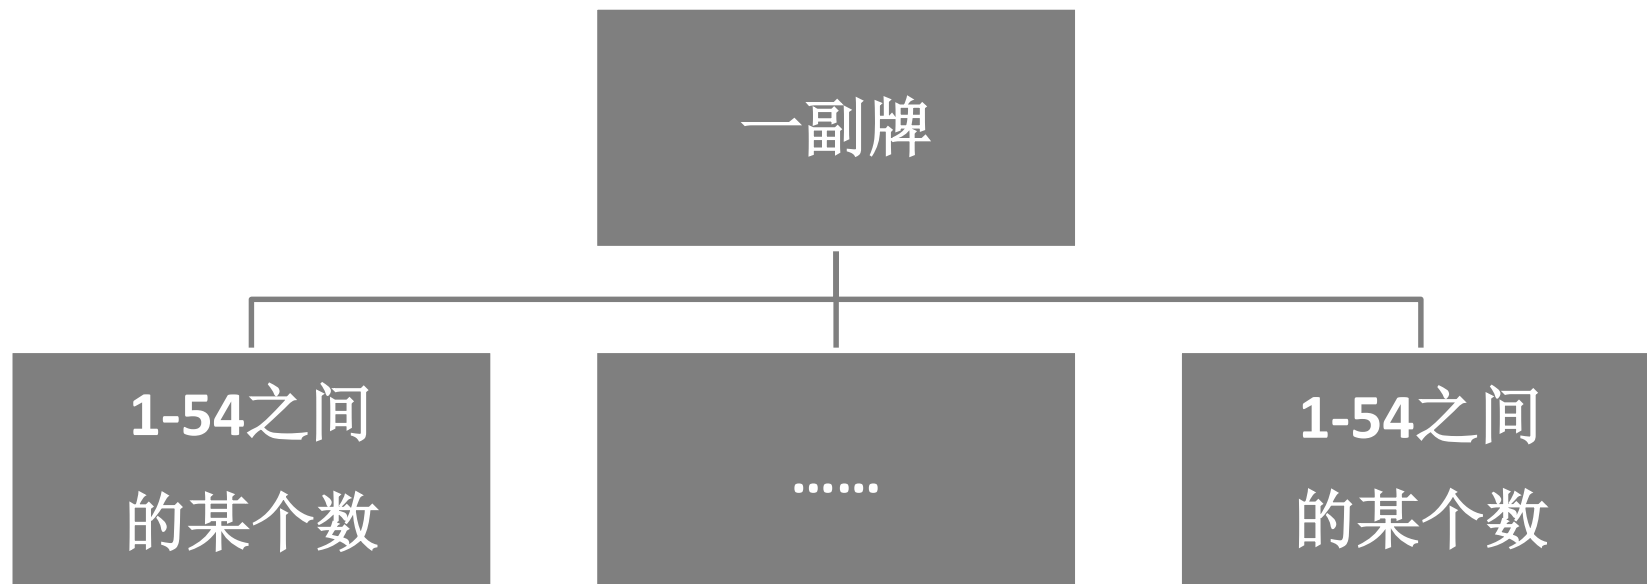 一副牌
1-54之间
的某个数
.......
1-54之间
的某个数